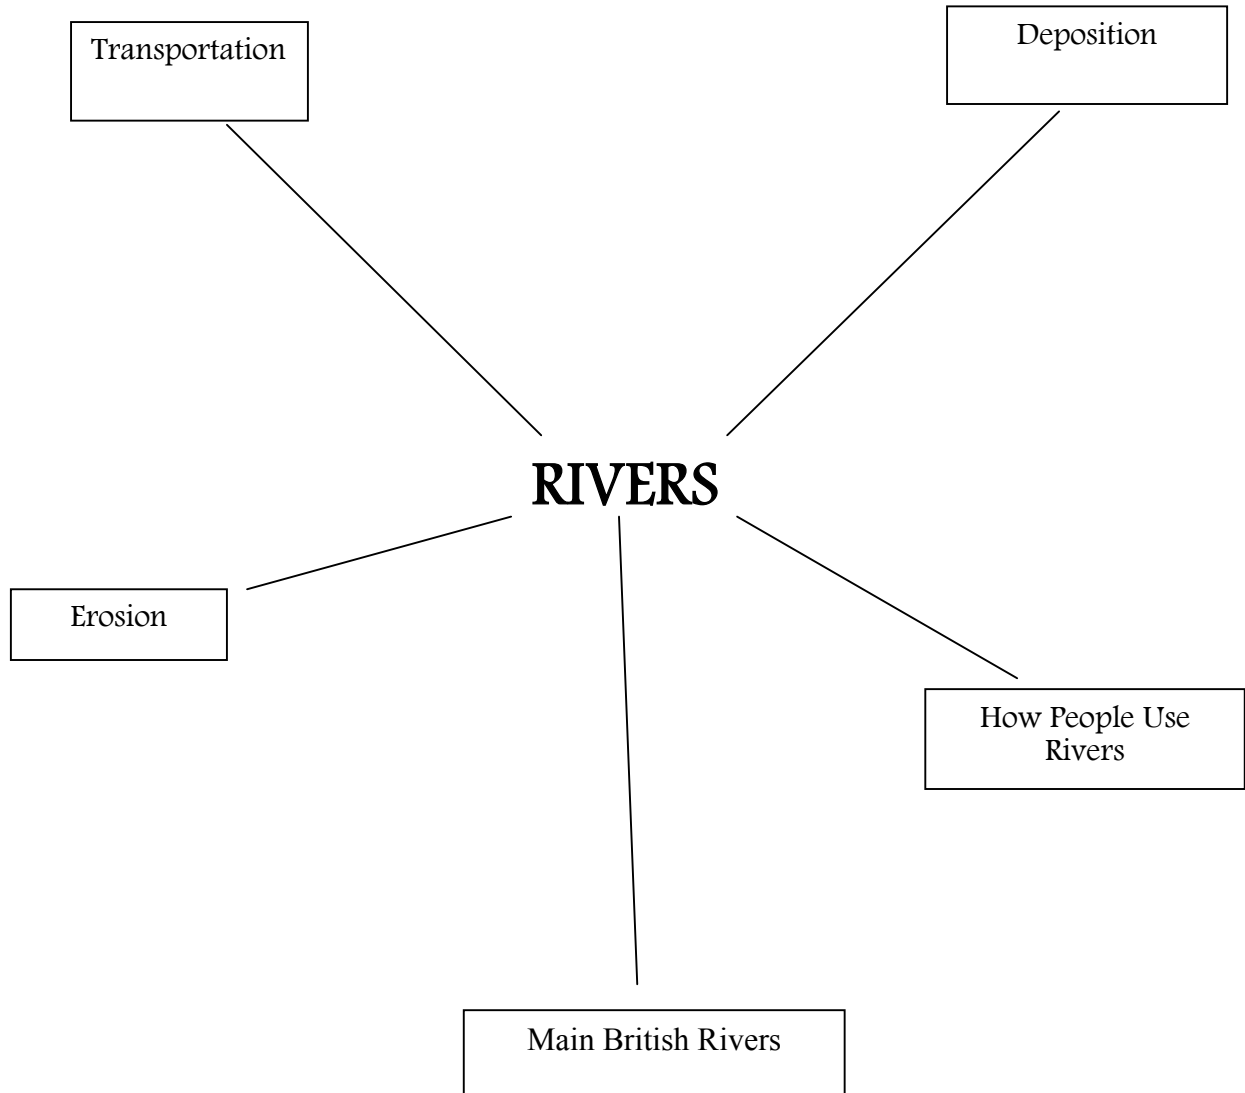 Transportation
Deposition
RIVERS
Erosion
How People Use
Rivers
Main British Rivers